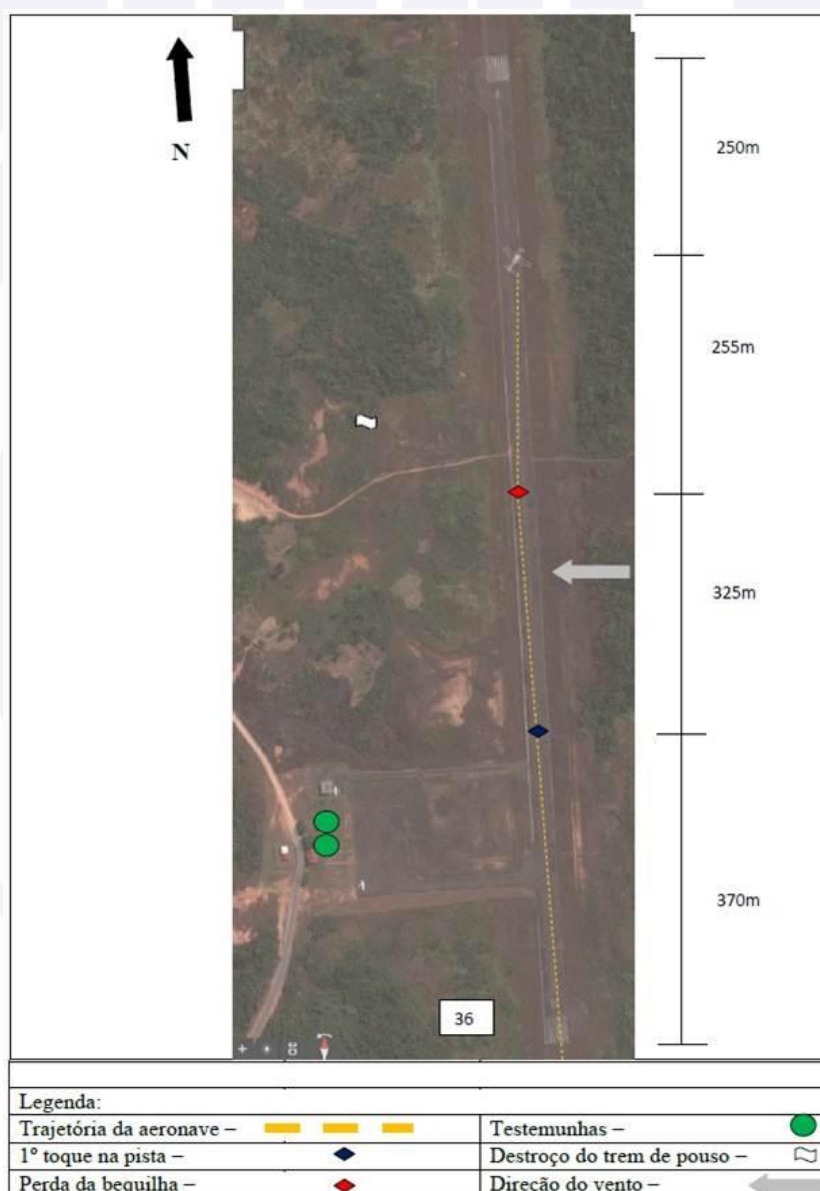 N
250m
255m
325m
370m
36
Legenda:
Trajetória da aeronave –
Testemunhas –
1º toque na pista –
Destroço do trem de pouso –
Perda da bequilha –
Direção do vento –